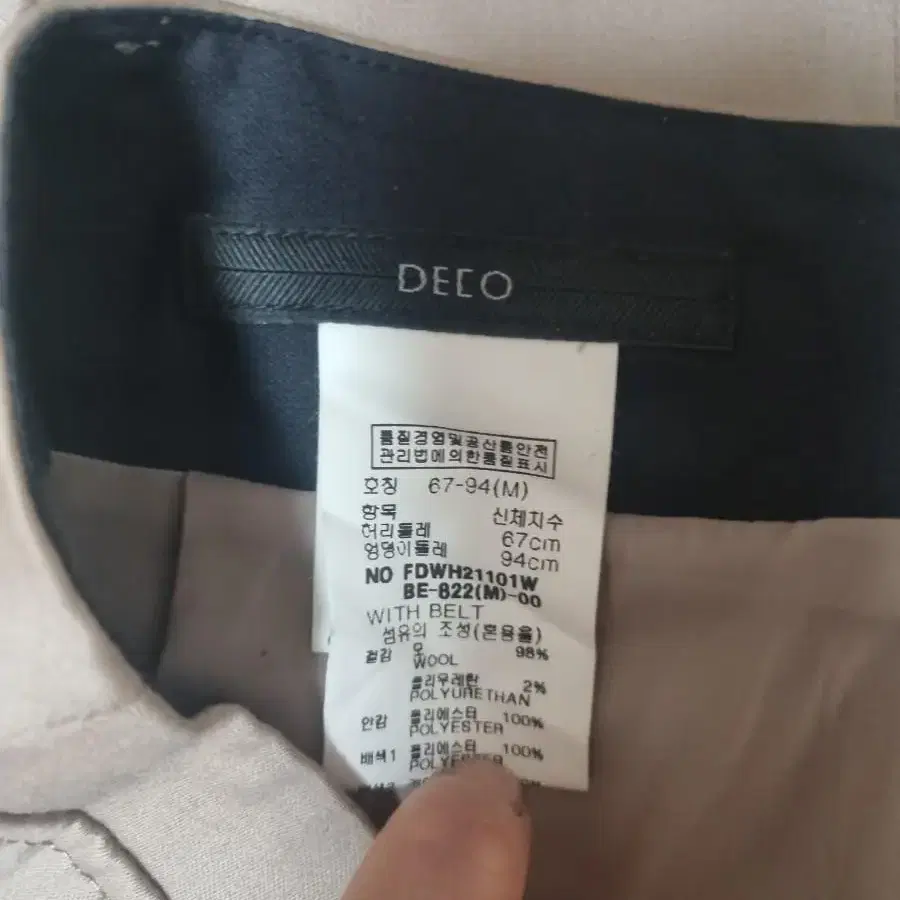 DECO
품질경영및공산품안전
관리법에의한품질표시
호칭 67-94(M)
항목 신체치수
허리둘레 67cm
엉덩이둘레 94cm
NO FDWH21101W
BE-822(M)-00
WITH BELT
섬유의 조성(혼용율)
겉감 모 98%
WOOL
폴리우레탄 2%
POLYURETHAN
안감 폴리에스터 100%
POLYESTER
배색1 폴리에스터 100%
POLYESTER